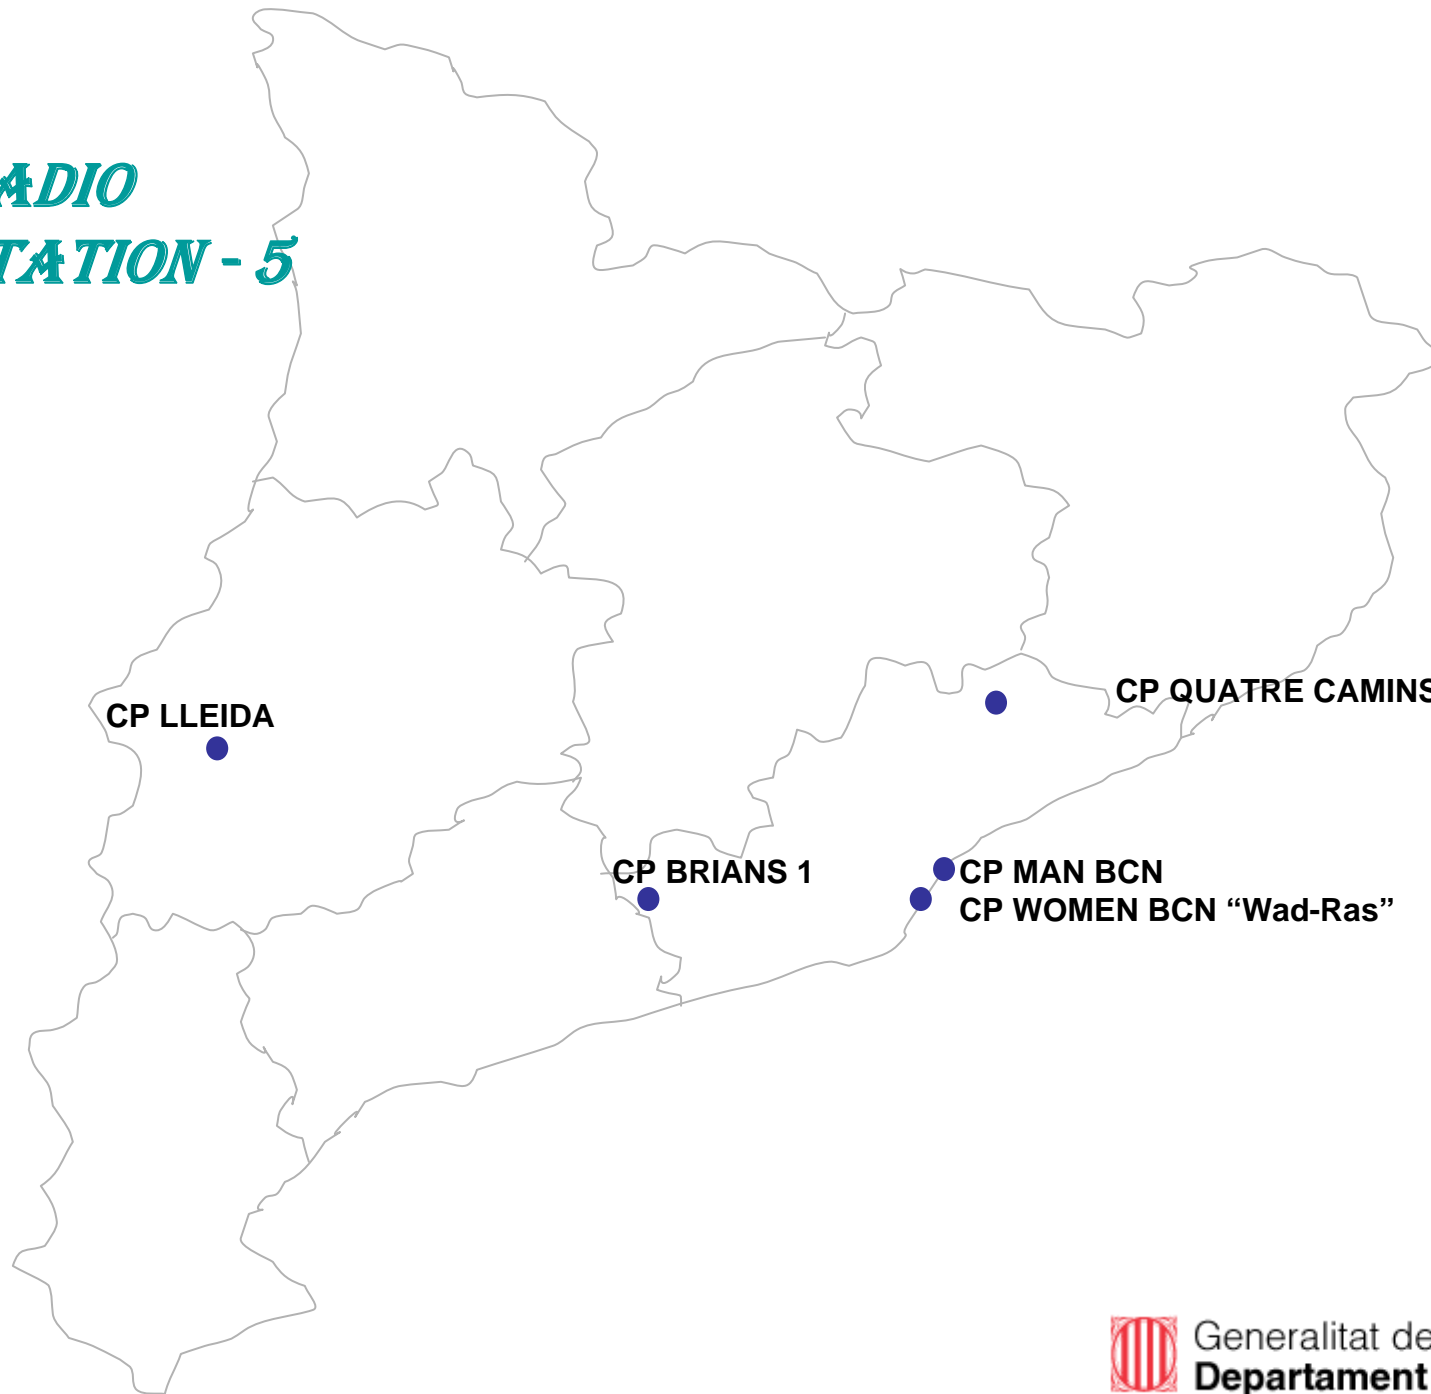 ADIO
TATION - 5
CP QUATRE CAMINS
CP LLEIDA
CP BRIANS 1
CP MAN BCN
CP WOMEN BCN “Wad-Ras”
Generalitat de
Departament